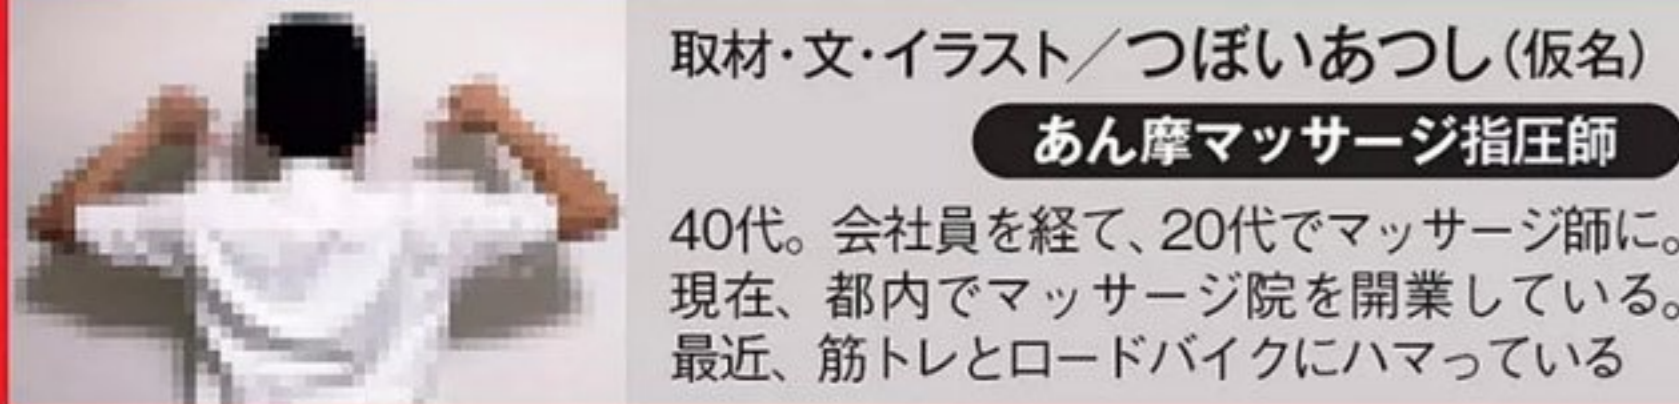 取材・文・イラスト／つぼいあつし(仮名)
あん摩マッサージ指圧師
40代。会社員を経て、20代でマッサージ師に。
現在、都内でマッサージ院を開業している。
最近、筋トレとロードバイクにハマっている